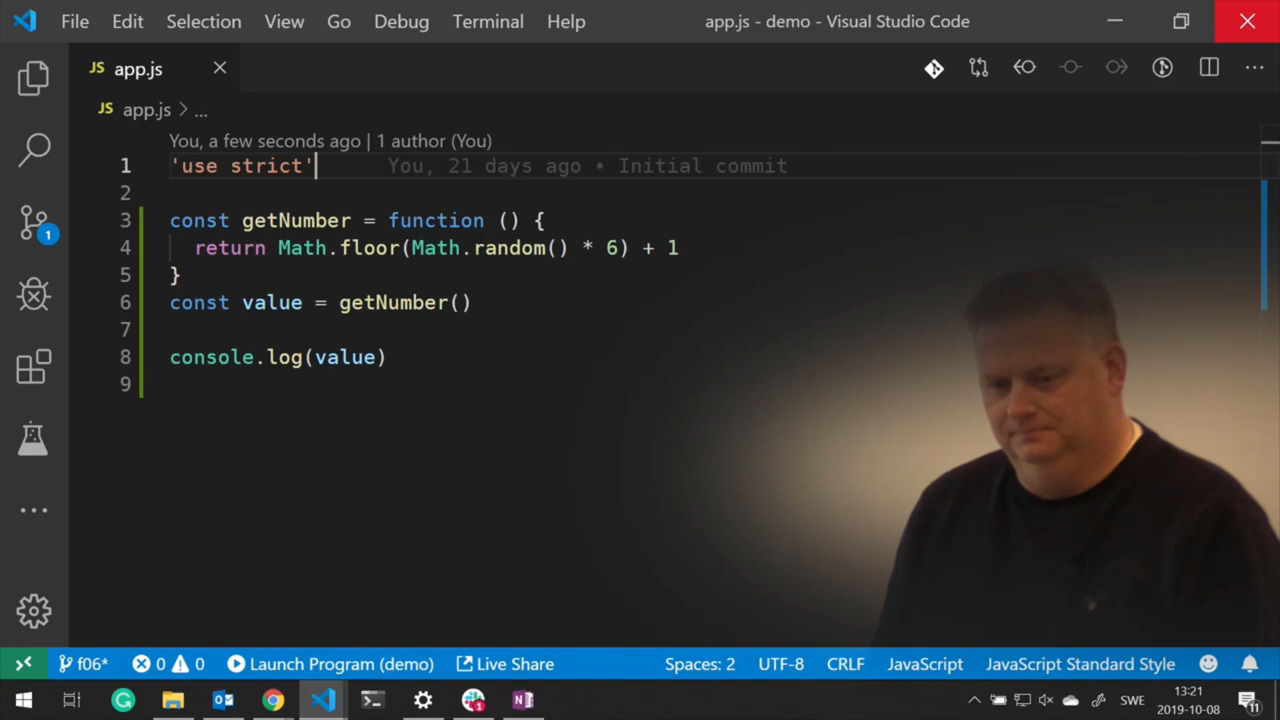 File Edit Selection View Go Debug Terminal Help app.js - demo - Visual Studio Code
JS app.js
JS app.js > ...
You, a few seconds ago | 1 author (You)
1 'use strict' You, 21 days ago • Initial commit
2
3 const getNumber = function () {
4 return Math.floor(Math.random() * 6) + 1
5 }
6 const value = getNumber()
7
8 console.log(value)
9
1
f06* 0 0 Launch Program (demo) Live Share Spaces: 2 UTF-8 CRLF JavaScript JavaScript Standard Style
SWE 13:21
2019-10-08 11